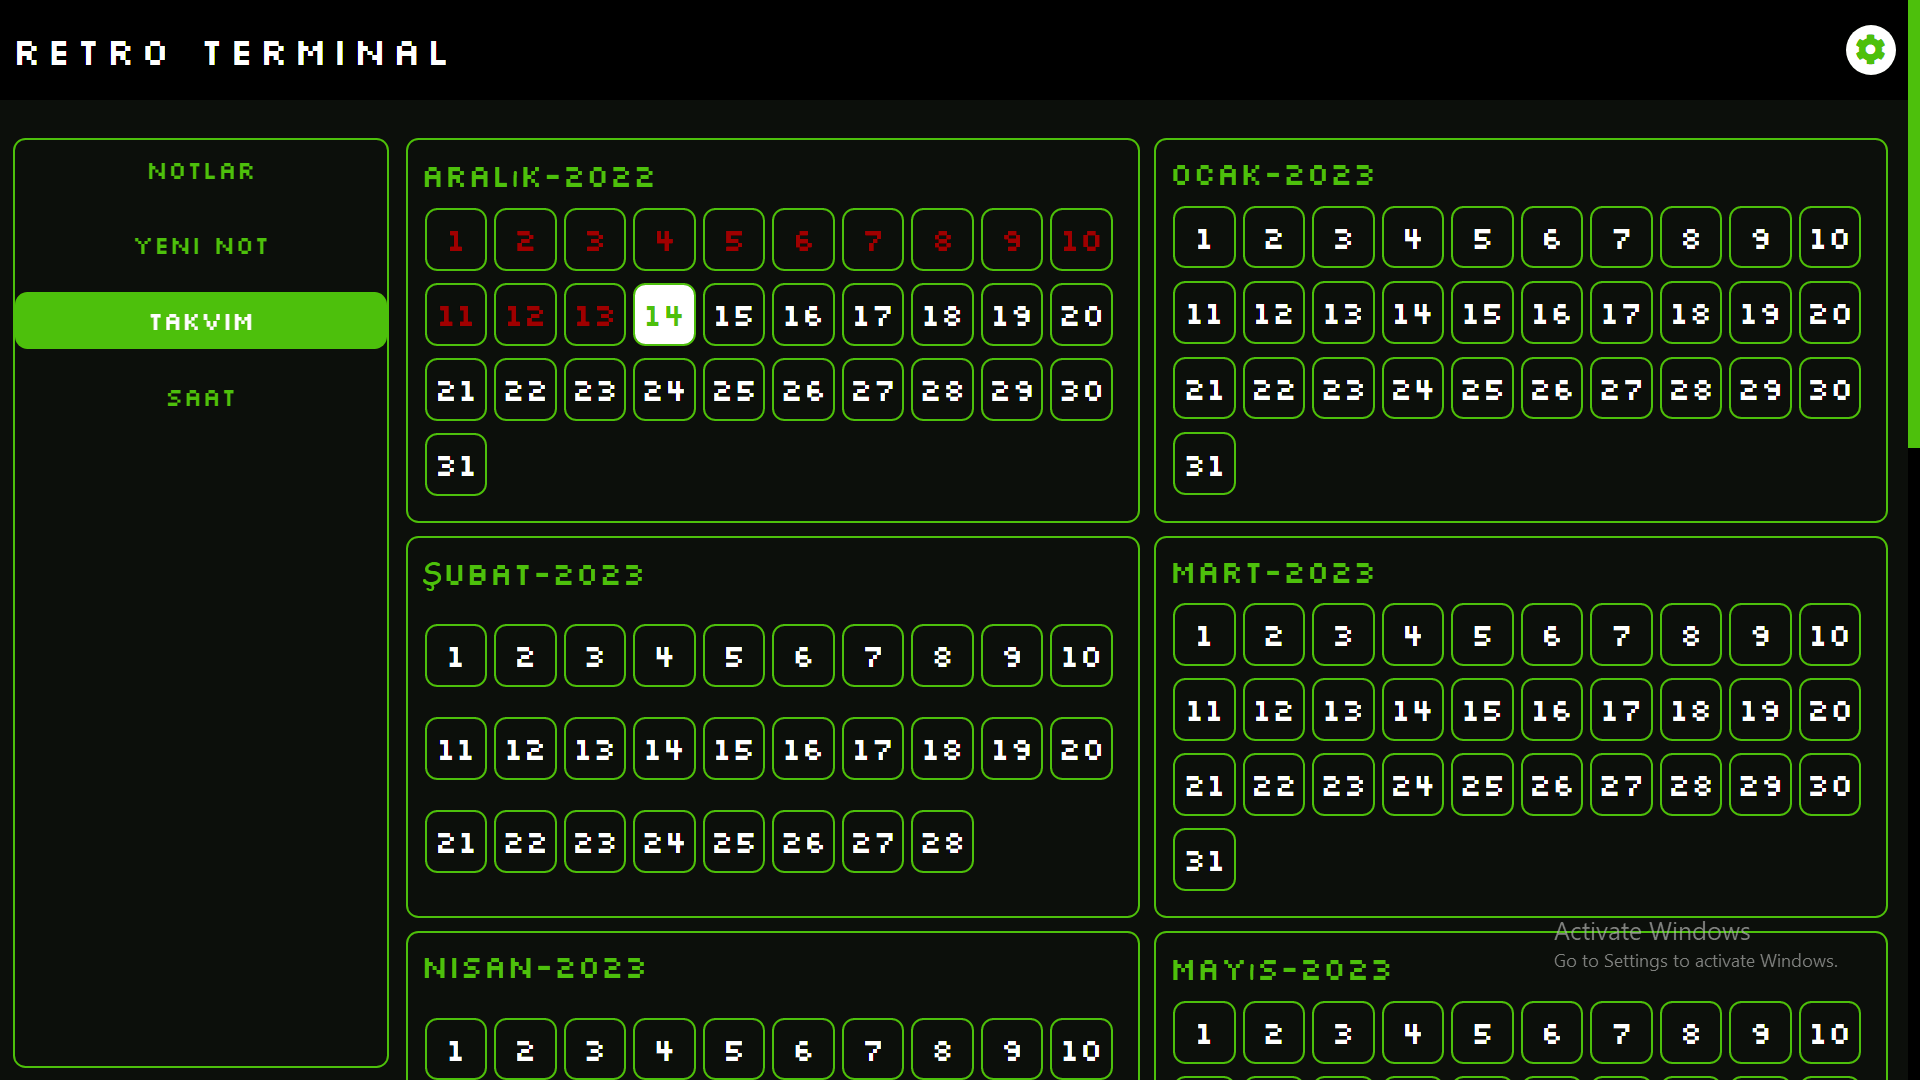 RETRO TERMINAL
NOTLAR
YENI NOT
TAKVIM
SAAT
ARALıK-2022
1 2 3 4 5 6 7 8 9 10
11 12 13 14 15 16 17 18 19 20
21 22 23 24 25 26 27 28 29 30
31
OCAK-2023
1 2 3 4 5 6 7 8 9 10
11 12 13 14 15 16 17 18 19 20
21 22 23 24 25 26 27 28 29 30
31
ŞUBAT-2023
1 2 3 4 5 6 7 8 9 10
11 12 13 14 15 16 17 18 19 20
21 22 23 24 25 26 27 28
MART-2023
1 2 3 4 5 6 7 8 9 10
11 12 13 14 15 16 17 18 19 20
21 22 23 24 25 26 27 28 29 30
31
NISAN-2023
1 2 3 4 5 6 7 8 9 10
MAYıS-2023
1 2 3 4 5 6 7 8 9 10
Activate Windows
Go to Settings to activate Windows.